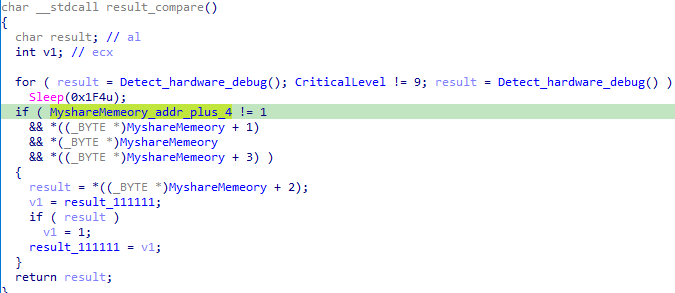 char __stdcall result_compare()
{
  char result; // al
  int v1; // ecx

  for ( result = Detect_hardware_debug(); CriticalLevel != 9; result = Detect_hardware_debug() )
    Sleep(0x1F4u);
  if ( MyshareMemeory_addr_plus_4 != 1
    && *((_BYTE *)MyshareMemeory + 1)
    && *(_BYTE *)MyshareMemeory
    && *((_BYTE *)MyshareMemeory + 3) )
  {
    result = *((_BYTE *)MyshareMemeory + 2);
    v1 = result_111111;
    if ( result )
      v1 = 1;
    result_111111 = v1;
  }
  return result;
}